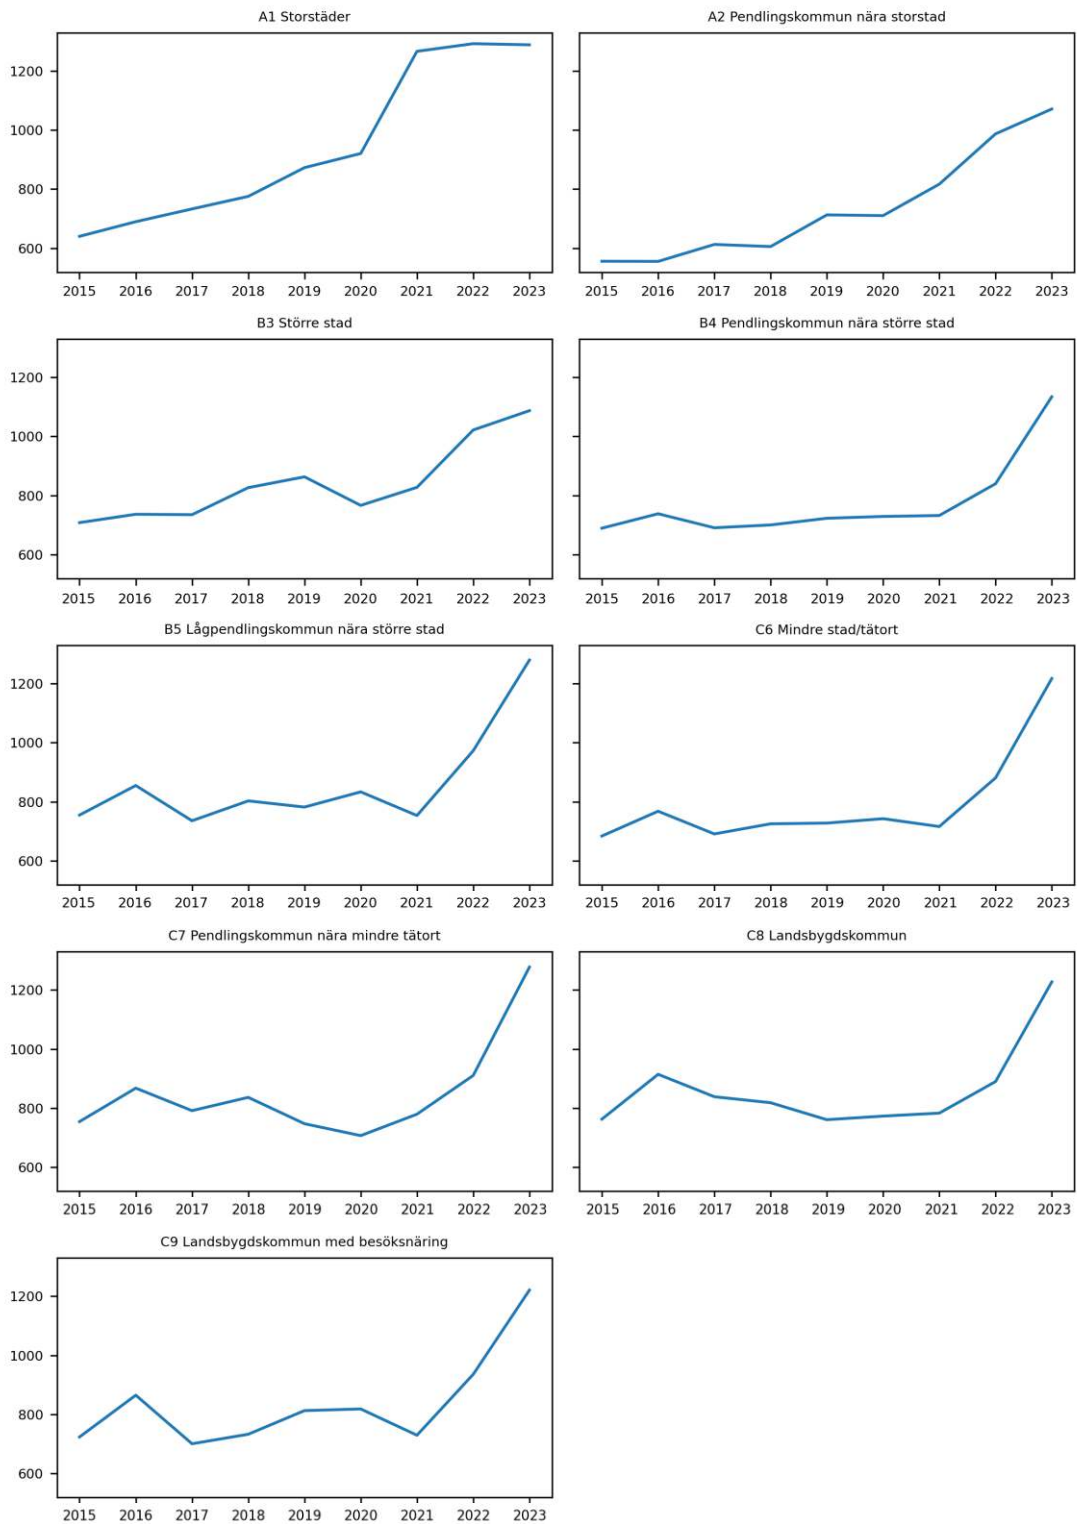 A1 Storstäder
A2 Pendlingskommun nära storstad
1200
1000
800
600
2015 2016 2017 2018 2019 2020 2021 2022 2023
2015 2016 2017 2018 2019 2020 2021 2022 2023
B3 Större stad
B4 Pendlingskommun nära större stad
1200
1000
800
600
2015 2016 2017 2018 2019 2020 2021 2022 2023
2015 2016 2017 2018 2019 2020 2021 2022 2023
B5 Lågpendlingskommun nära större stad
C6 Mindre stad/tätort
1200
1000
800
600
2015 2016 2017 2018 2019 2020 2021 2022 2023
2015 2016 2017 2018 2019 2020 2021 2022 2023
C7 Pendlingskommun nära mindre tätort
C8 Landsbygdskommun
1200
1000
800
600
2015 2016 2017 2018 2019 2020 2021 2022 2023
2015 2016 2017 2018 2019 2020 2021 2022 2023
C9 Landsbygdskommun med besöksnäring
1200
1000
800
600
2015 2016 2017 2018 2019 2020 2021 2022 2023